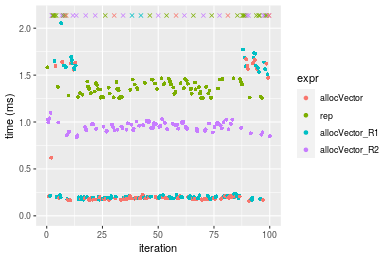 2.0
1.5
1.0
0.5
0.0
time (ms)
0
25
50
75
100
iteration
expr
allocVector
rep
allocVector_R1
allocVector_R2